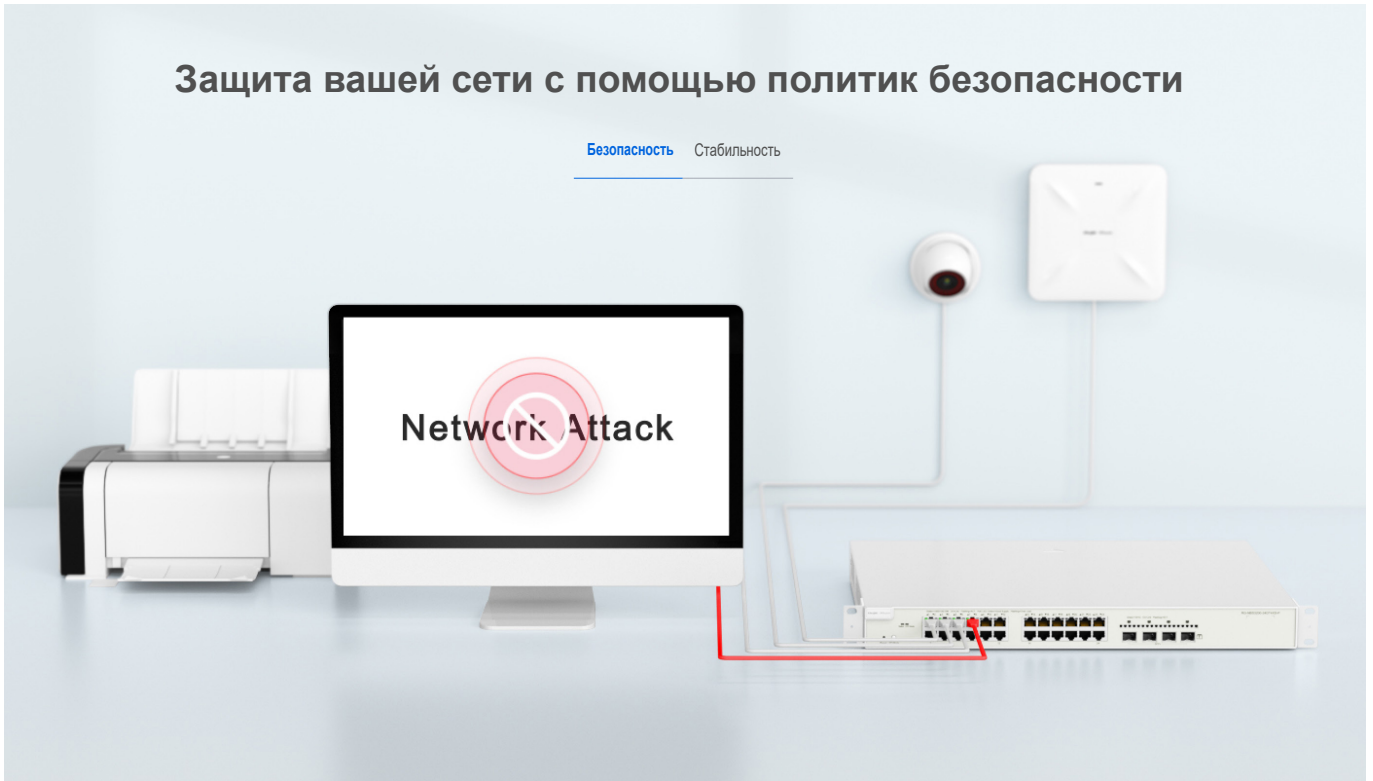 Защита вашей сети с помощью политик безопасности
Безопасность Стабильность
Network Attack